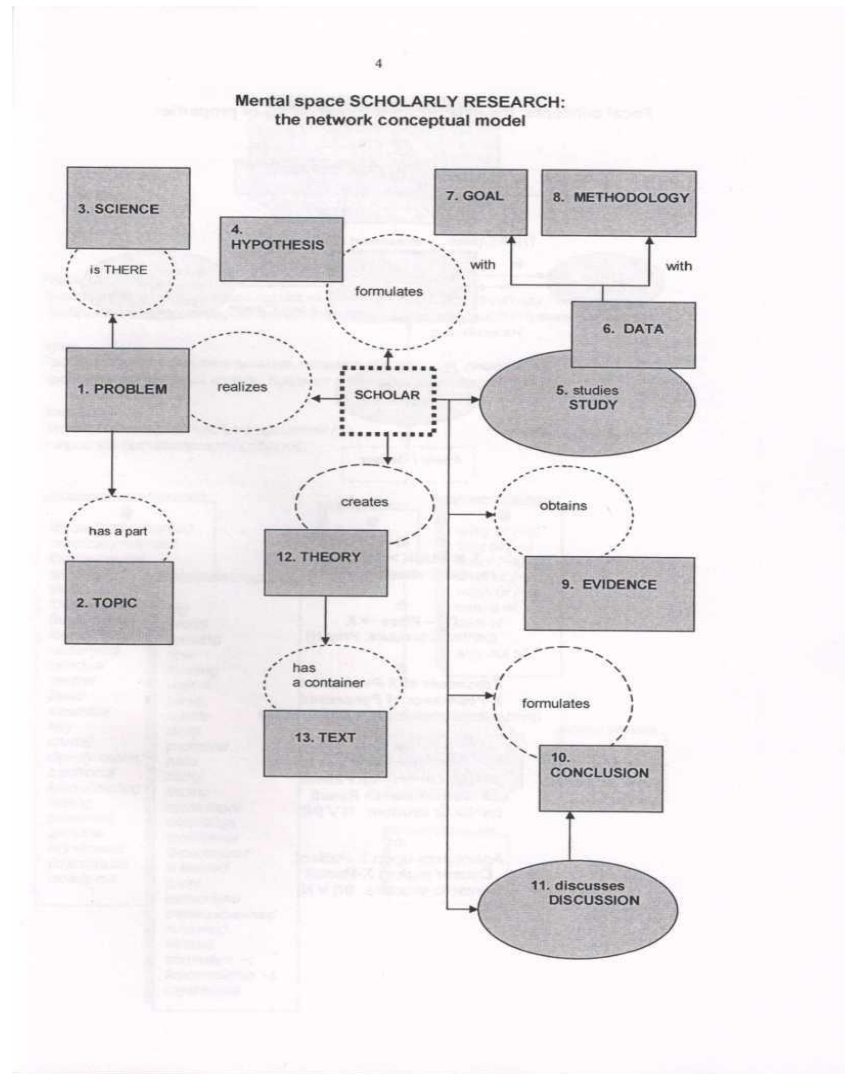 4
Mental space SCHOLARLY RESEARCH:
the network conceptual model
3. SCIENCE
is THERE
4.
HYPOTHESIS
formulates
7. GOAL
8. METHODOLOGY
with
with
6. DATA
1. PROBLEM
realizes
SCHOLAR
5. studies
STUDY
has a part
2. TOPIC
creates
12. THEORY
obtains
9. EVIDENCE
has
a container
13. TEXT
formulates
10.
CONCLUSION
11. discusses
DISCUSSION